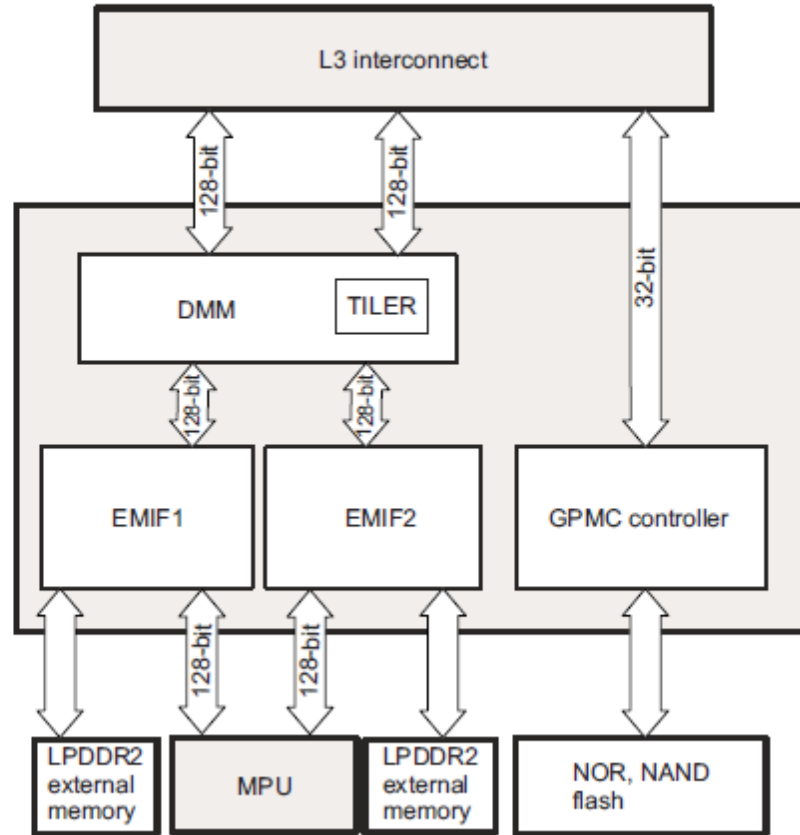 L3 interconnect
128-bit
128-bit
32-bit
DMM
TILER
128-bit
128-bit
EMIF1
EMIF2
GPMC controller
128-bit
128-bit
LPDDR2
external
memory
MPU
LPDDR2
external
memory
NOR, NAND
flash